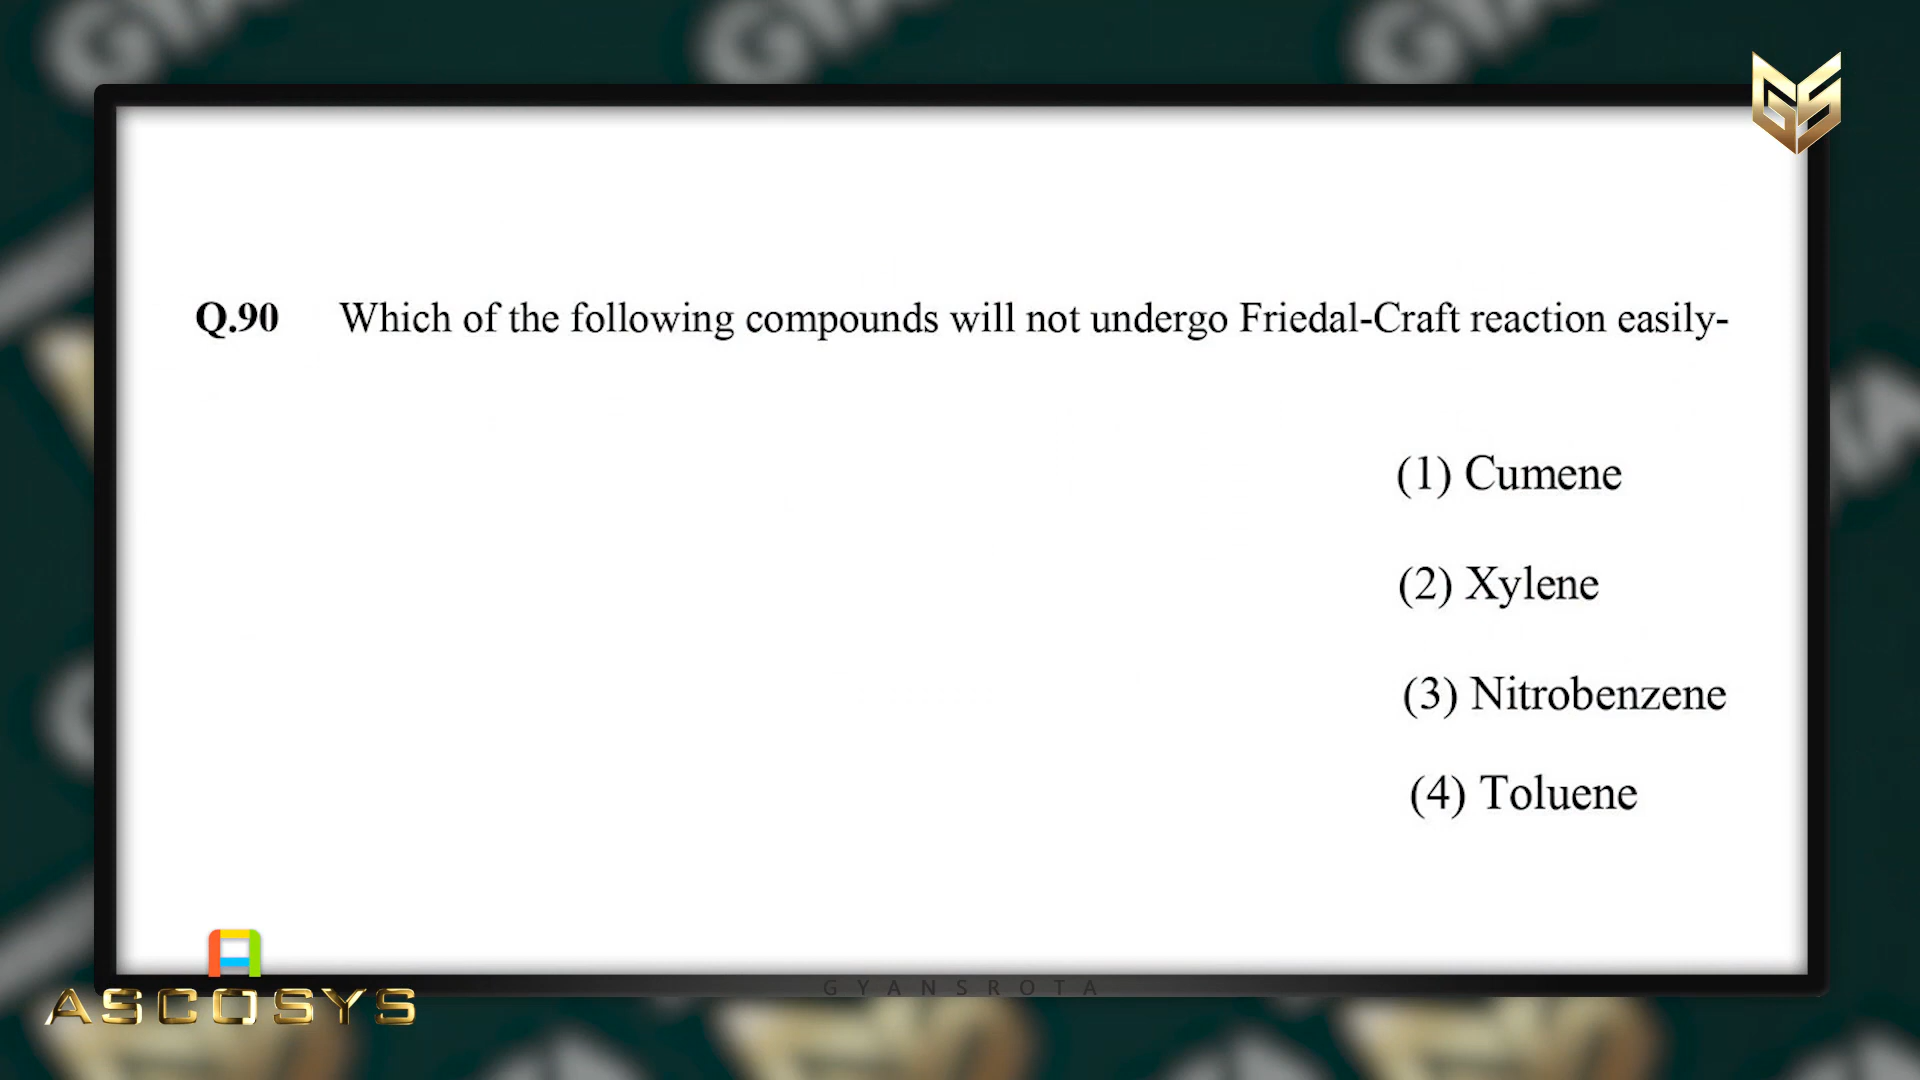 Q.90 Which of the following compounds will not undergo Friedal-Craft reaction easily-
(1) Cumene
(2) Xylene
(3) Nitrobenzene
(4) Toluene
GYANSROTA
ASCOSYS